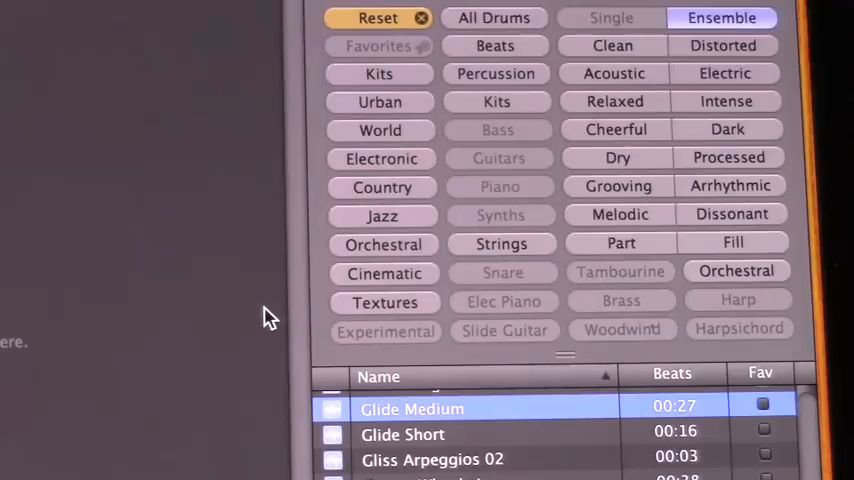 Reset All Drums Single Ensemble
Favorites Beats Clean Distorted
Kits Percussion Acoustic Electric
Urban Kits Relaxed Intense
World Bass Cheerful Dark
Electronic Guitars Dry Processed
Country Piano Grooving Arrhythmic
Jazz Synths Melodic Dissonant
Orchestral Strings Part Fill
Cinematic Snare Tambourine Orchestral
Textures Elec Piano Brass Harp
Experimental Slide Guitar Woodwind Harpsichord
ere.
Name Beats Fav
Glide Medium 00:27
Glide Short 00:16
Gliss Arpeggios 02 00:03